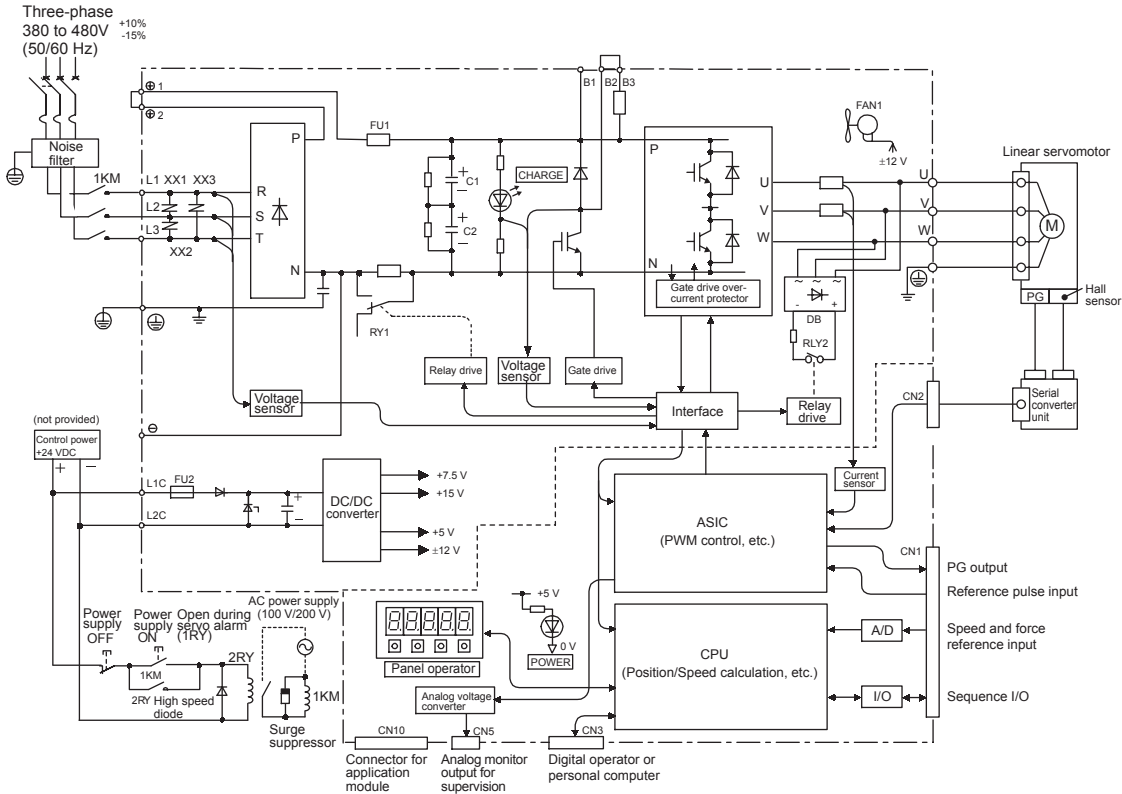 Three-phase
380 to 480V +10%
-15%
(50/60 Hz)
Noise
filter
1KM
⊕ 1
⊕ 2
L1 XX1 XX3
L2
L3
XX2
P
R
S
T
N
FU1
+
C1
-
+
C2
-
CHARGE
B1 B2 B3
P
N
U
V
W
Gate drive over-
current protector
FAN1
±12 V
U
V
W
Linear servomotor
M
PG
Hall
sensor
~ ~ ~
- +
DB
RLY2
RY1
Relay drive
Voltage
sensor
Gate drive
Voltage
sensor
Interface
Relay
drive
CN2
Serial
converter
unit
⊖
(not provided)
Control power
+24 VDC
+ -
L1C FU2
L2C
+
-
DC/DC
converter
+7.5 V
+15 V
+5 V
±12 V
Current
sensor
ASIC
(PWM control, etc.)
CN1
PG output
Reference pulse input
A/D
Speed and force
reference input
CPU
(Position/Speed calculation, etc.)
I/O
Sequence I/O
Power
supply
OFF
Power
supply
ON
Open during
servo alarm
(1RY)
AC power supply
(100 V/200 V)
1KM
2RY
2RY
High speed
diode
1KM
Surge
suppressor
8.8.8.8.8.
Panel operator
+5 V
0 V
POWER
Analog voltage
converter
CN10
CN5
CN3
Connector for
application
module
Analog monitor
output for
supervision
Digital operator or
personal computer